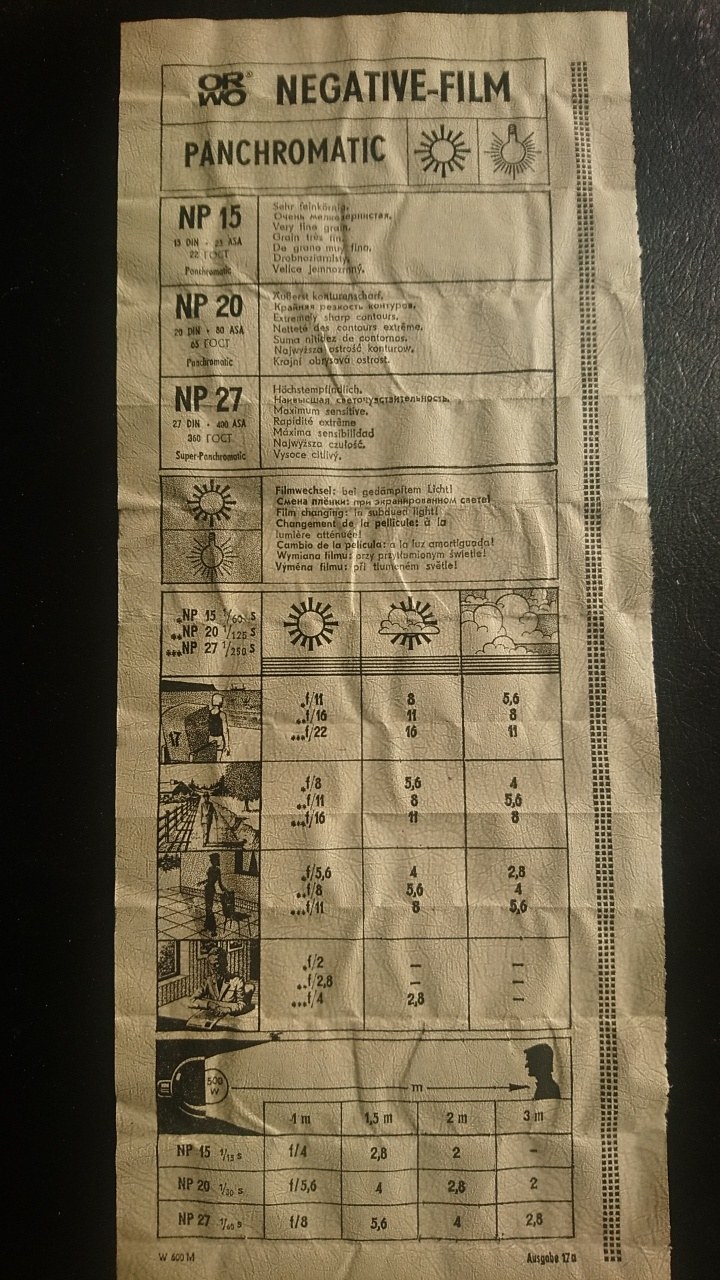 ORWO® NEGATIVE-FILM
PANCHROMATIC
NP 15
15 DIN · 25 ASA
22 ГОСТ
Panchromatic
Sehr feinkörnig.
Очень мелкозернистая.
Very fine grain.
Grain très fin.
De grano muy fino.
Drobnoziarnisty.
Velice jemnozrnný.
NP 20
20 DIN · 80 ASA
65 ГОСТ
Panchromatic
Äußerst konturenscharf.
Крайняя резкость контуров.
Extremely sharp contours.
Netteté des contours extrême.
Suma nitidez de contornos.
Najwyższa ostrość konturow.
Krajní obrysová ostrost.
NP 27
27 DIN · 400 ASA
360 ГОСТ
Super-Panchromatic
Höchstempfindlich.
Наивысшая светочувствительность.
Maximum sensitive.
Rapidité extrême
Máxima sensibilidad
Najwyższa czułość.
Vysoce citlivý.
Filmwechsel: bei gedämpftem Licht!
Смена плёнки: при экранированном свете!
Film changing: in subdued light!
Changement de la pellicule: à la
lumière atténuée!
Cambio de la película: a la luz amortiguada!
Wymiana filmu: przy przytłumionym świetle!
Výměna filmu: při tlumeném světle!
.NP 15 1/60 s
..NP 20 1/125 s
...NP 27 1/250 s
.f/11 8 5,6
..f/16 11 8
...f/22 16 11
.f/8 5,6 4
..f/11 8 5,6
...f/16 11 8
.f/5,6 4 2,8
..f/8 5,6 4
...f/11 8 5,6
.f/2 – –
..f/2,8 – –
...f/4 2,8 –
500 W
m
1 m 1,5 m 2 m 3 m
NP 15 1/15 s f/4 2,8 2 –
NP 20 1/30 s f/5,6 4 2,8 2
NP 27 1/60 s f/8 5,6 4 2,8
W 600 M Ausgabe 17a